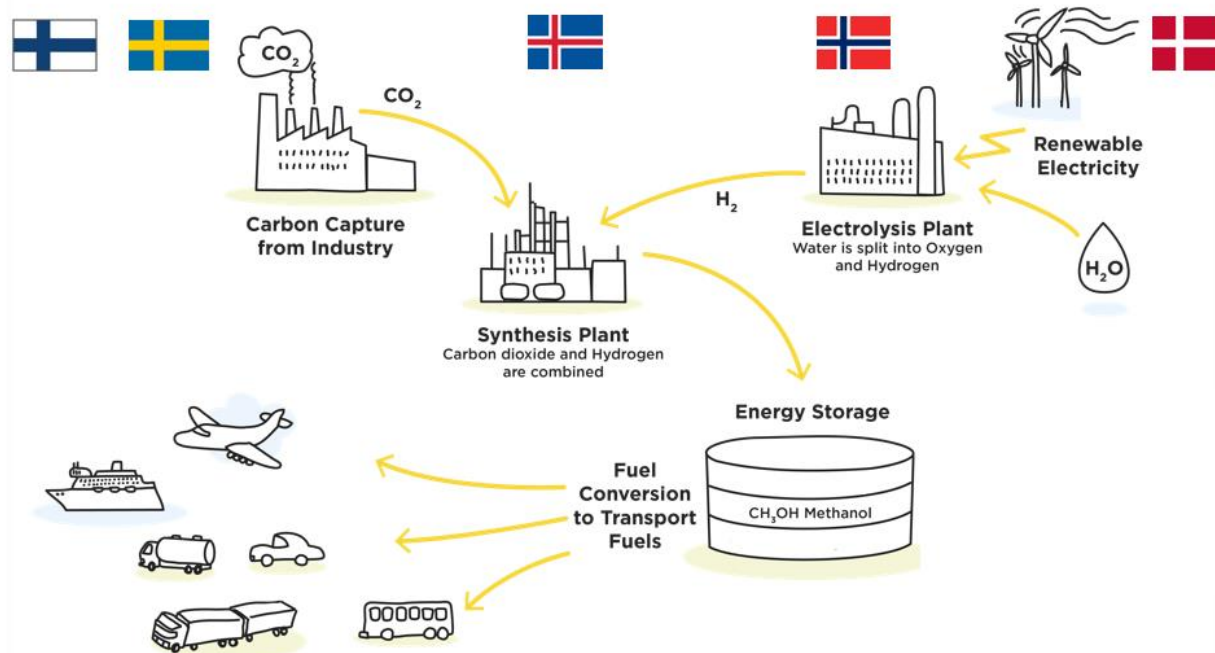 CO₂
CO₂
Carbon Capture
from Industry
H₂
Renewable
Electricity
Electrolysis Plant
Water is split into Oxygen
and Hydrogen
H₂O
Synthesis Plant
Carbon dioxide and Hydrogen
are combined
Energy Storage
CH₃OH Methanol
Fuel
Conversion
to Transport
Fuels